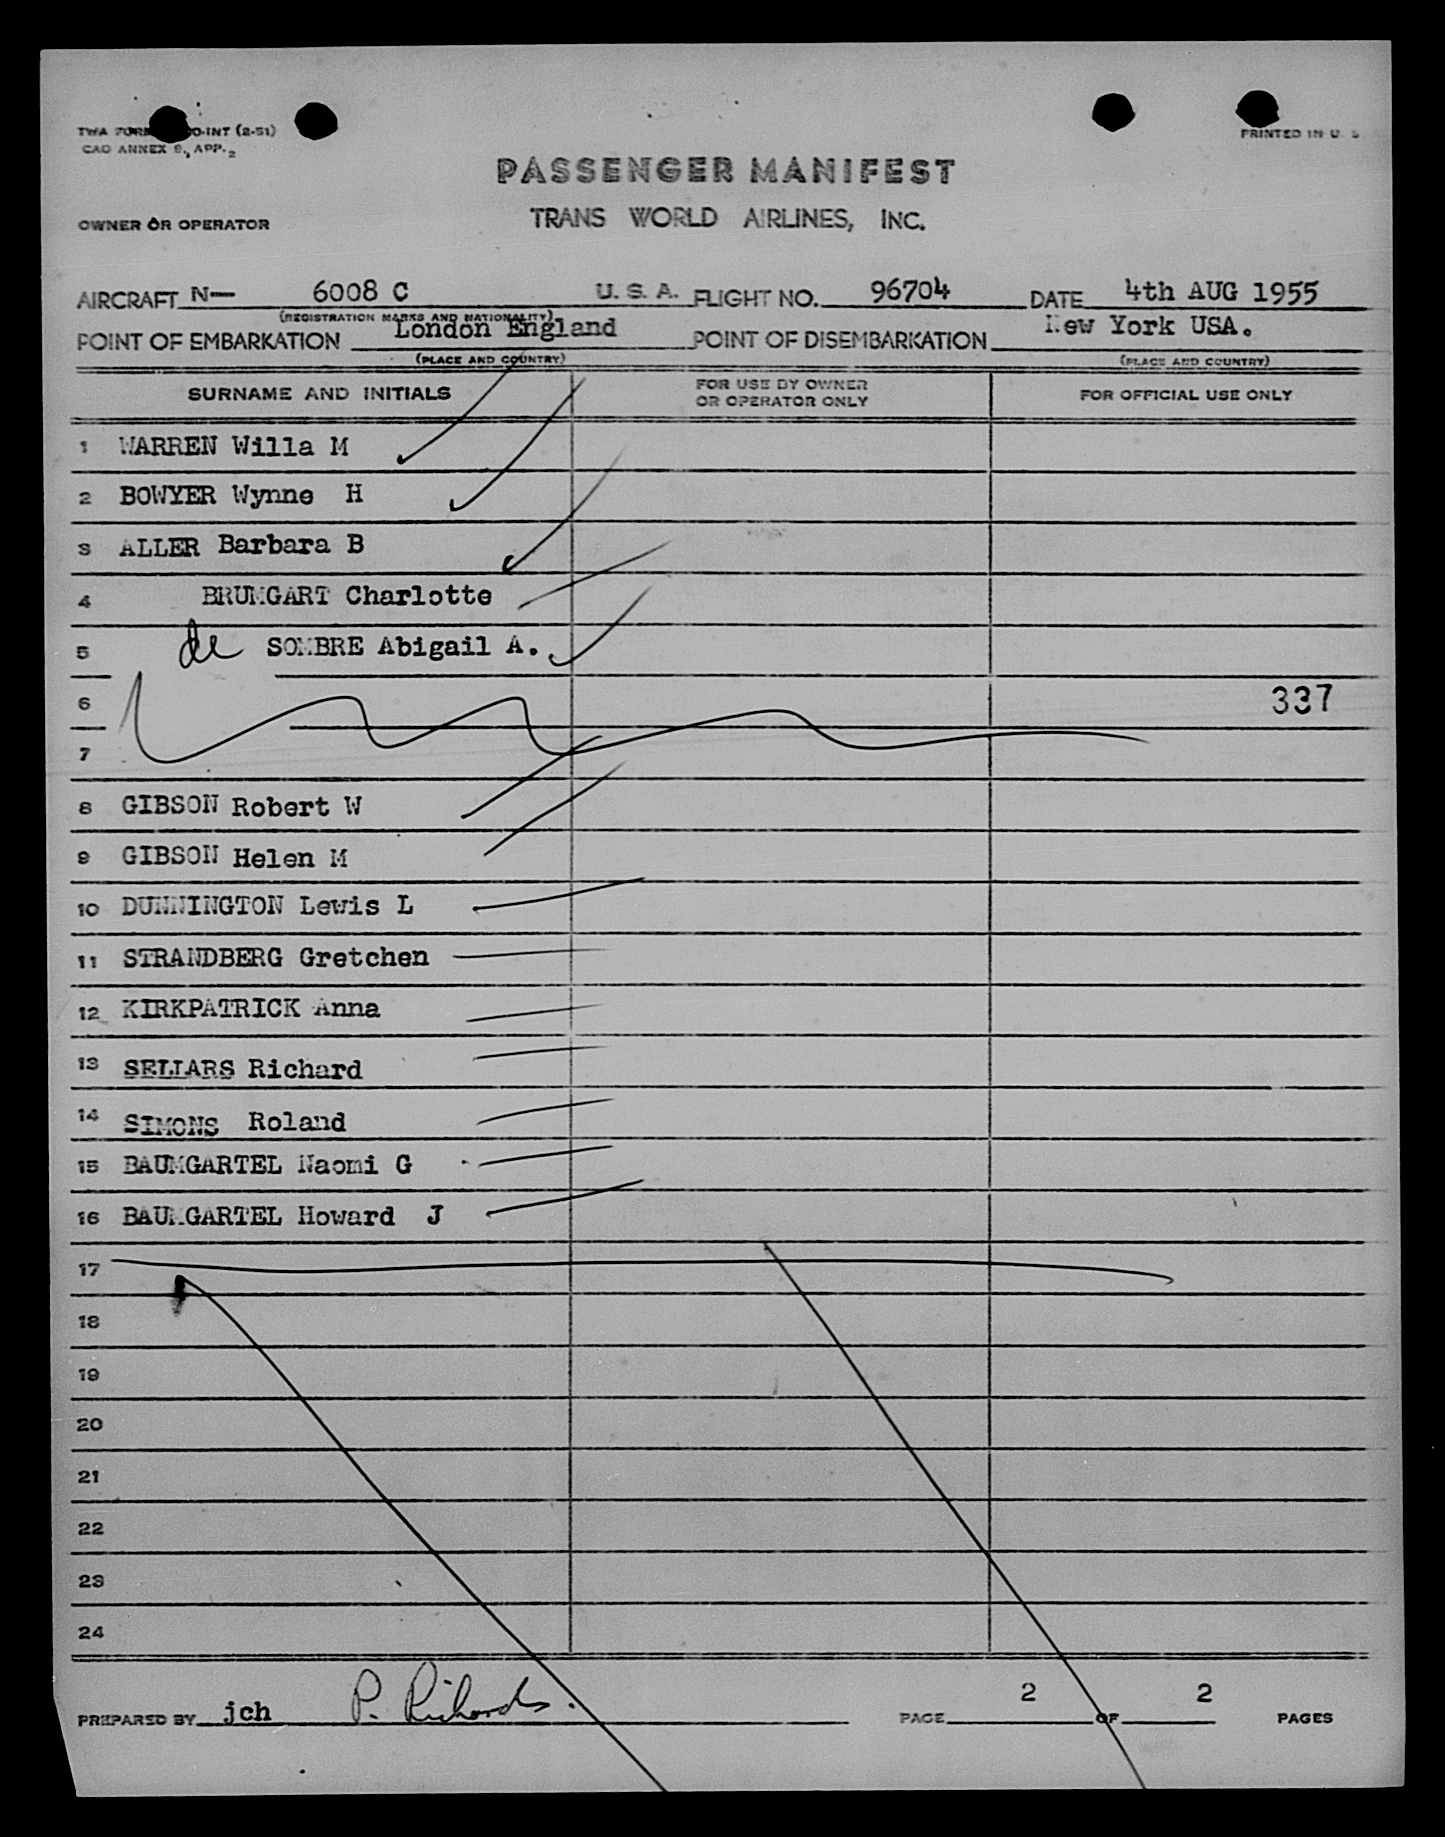 TWA FORM O-INT (2-51)
CAO ANNEX 9., APP.2
PRINTED IN U. S
PASSENGER MANIFEST
OWNER OR OPERATOR
TRANS WORLD AIRLINES, INC.
AIRCRAFT N— 6008 C U. S. A. FLIGHT NO. 96704 DATE 4th AUG 1955
(REGISTRATION MARKS AND NATIONALITY)
POINT OF EMBARKATION London England POINT OF DISEMBARKATION New York USA.
(PLACE AND COUNTRY) (PLACE AND COUNTRY)
SURNAME AND INITIALS FOR USE BY OWNER OR OPERATOR ONLY FOR OFFICIAL USE ONLY
1 WARREN Willa M
2 BOWYER Wynne H
3 ALLER Barbara B
4 BRUMGART Charlotte
5 de SOMBRE Abigail A.
6 337
7
8 GIBSON Robert W
9 GIBSON Helen M
10 DUNNINGTON Lewis L
11 STRANDBERG Gretchen
12 KIRKPATRICK Anna
13 SELLARS Richard
14 SIMONS Roland
15 BAUMGARTEL Naomi G
16 BAUMGARTEL Howard J
17
18
19
20
21
22
23
24
PREPARED BY jch P. Richards. PAGE 2 OF 2 PAGES